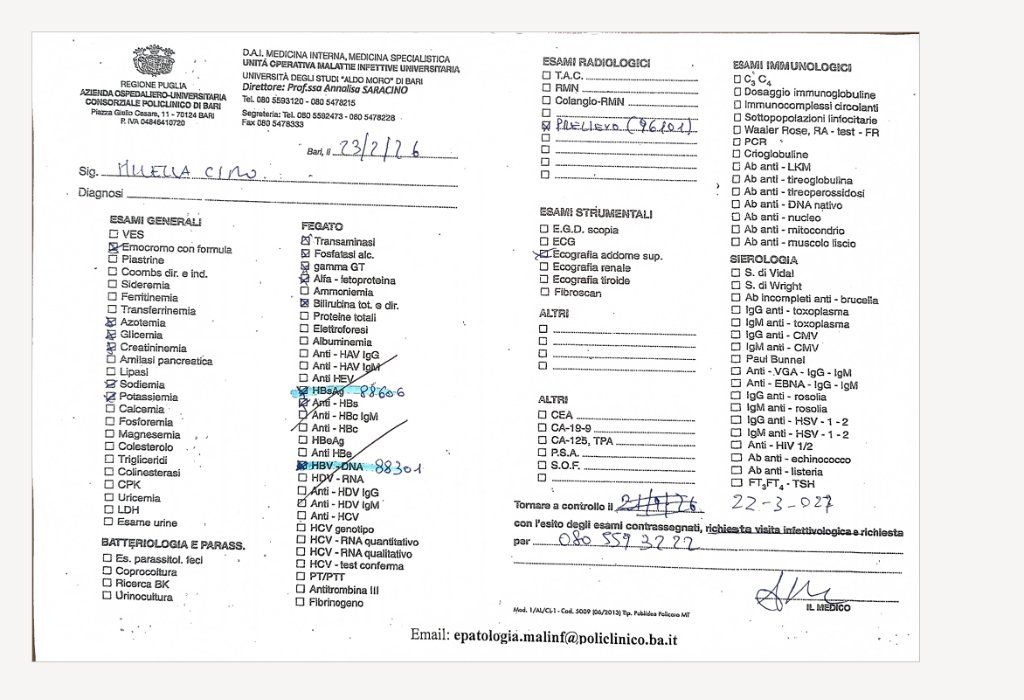 REGIONE PUGLIA
AZIENDA OSPEDALIERO-UNIVERSITARIA
CONSORZIALE POLICLINICO DI BARI
Piazza Giulio Cesare, 11 - 70124 BARI
P. IVA 04846410720
D.A.I. MEDICINA INTERNA, MEDICINA SPECIALISTICA
UNITÀ OPERATIVA MALATTIE INFETTIVE UNIVERSITARIA
UNIVERSITÀ DEGLI STUDI "ALDO MORO" DI BARI
Direttore: Prof.ssa Annalisa SARACINO
Tel. 080 5593120 - 080 5478215
Segreteria: Tel. 080 5592473 - 080 5478228
Fax 080 5478333
Bari, li 23/2/26
Sig. MILELLA CIRO
Diagnosi
ESAMI GENERALI
VES
Emocromo con formula
Piastrine
Coombs dir. e ind.
Sideremia
Ferritinemia
Transferrinemia
Azotemia
Glicemia
Creatininemia
Amilasi pancreatica
Lipasi
Sodiemia
Potassiemia
Calcemia
Fosforemia
Magnesemia
Colesterolo
Trigliceridi
Colinesterasi
CPK
Uricemia
LDH
Esame urine
BATTERIOLOGIA E PARASS.
Es. parassitol. feci
Coprocoltura
Ricerca BK
Urinocultura
FEGATO
Transaminasi
Fosfatasi alc.
gamma GT
Alfa - fetoproteina
Ammoniemia
Bilirubina tot. e dir.
Proteine totali
Elettroforesi
Albuminemia
Anti - HAV IgG
Anti - HAV IgM
Anti HEV
HBsAg 88606
Anti - HBs
Anti - HBc IgM
Anti - HBc
HBeAg
Anti HBe
HBV - DNA 88301
HDV - RNA
Anti - HDV IgG
Anti - HDV IgM
Anti - HCV
HCV genotipo
HCV - RNA quantitativo
HCV - RNA qualitativo
HCV - test conferma
PT/PTT
Antitrombina III
Fibrinogeno
ESAMI RADIOLOGICI
T.A.C.
RMN
Colangio-RMN
PRELIEVO (96101)
ESAMI STRUMENTALI
E.G.D. scopia
ECG
Ecografia addome sup.
Ecografia renale
Ecografia tiroide
Fibroscan
ALTRI
ALTRI
CEA
CA-19-9
CA-125, TPA
P.S.A.
S.O.F.
ESAMI IMMUNOLOGICI
C3 C4
Dosaggio immunoglobuline
Immunocomplessi circolanti
Sottopopolazioni linfocitarie
Waaler Rose, RA - test - FR
PCR
Crioglobuline
Ab anti - LKM
Ab anti - tireoglobulina
Ab anti - tireoperossidosi
Ab anti - DNA nativo
Ab anti - nucleo
Ab anti - mitocondrio
Ab anti - muscolo liscio
SIEROLOGIA
S. di Vidal
S. di Wright
Ab incompleti anti - brucella
IgG anti - toxoplasma
IgM anti - toxoplasma
IgG anti - CMV
IgM anti - CMV
Paul Bunnel
Anti - VGA - IgG - IgM
Anti - EBNA - IgG - IgM
IgG anti - rosolia
IgM anti - rosolia
IgG anti - HSV - 1 - 2
IgM anti - HSV - 1 - 2
Anti - HIV 1/2
Ab anti - echinococco
Ab anti - listeria
FT3FT4 - TSH
Tornare a controllo il 22-3-027
con l'esito degli esami contrassegnati, richiesta visita infettivologica e richiesta
per 080 559 3222
IL MEDICO
Mod. 1/AL/CL-1 - Cod. 5009 (06/2013) Tip. Publidea Policoro MT
Email: epatologia.malinf@policlinico.ba.it